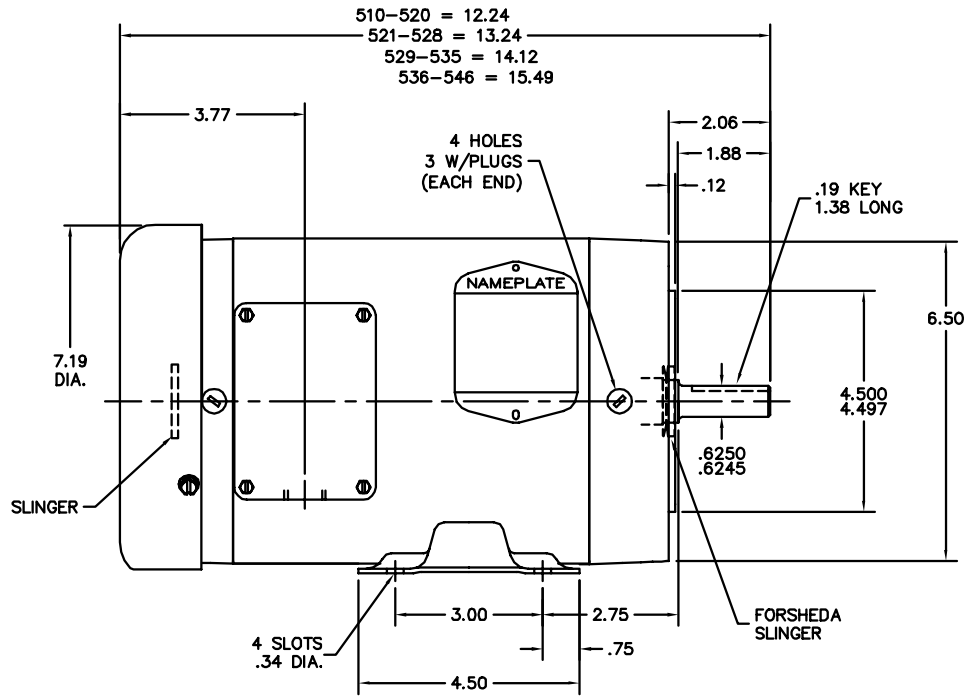 510-520 = 12.24
521-528 = 13.24
529-535 = 14.12
536-546 = 15.49
3.77
2.06
4 HOLES
3 W/PLUGS
(EACH END)
1.88
.12
.19 KEY
1.38 LONG
NAMEPLATE
6.50
7.19
DIA.
4.500
4.497
.6250
.6245
SLINGER
3.00
2.75
FORSHEDA
SLINGER
4 SLOTS
.34 DIA.
.75
4.50